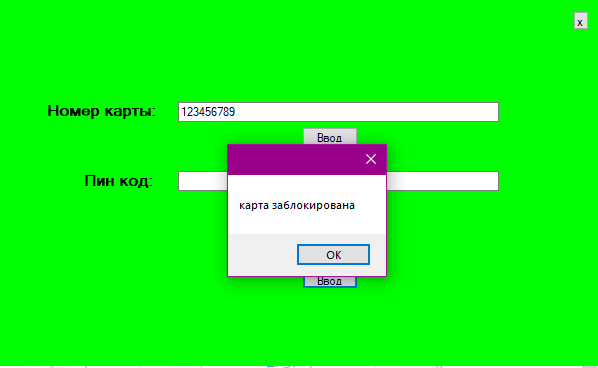 x
Номер карты: 123456789
Ввод
Пин код:
карта заблокирована
OK
Ввод